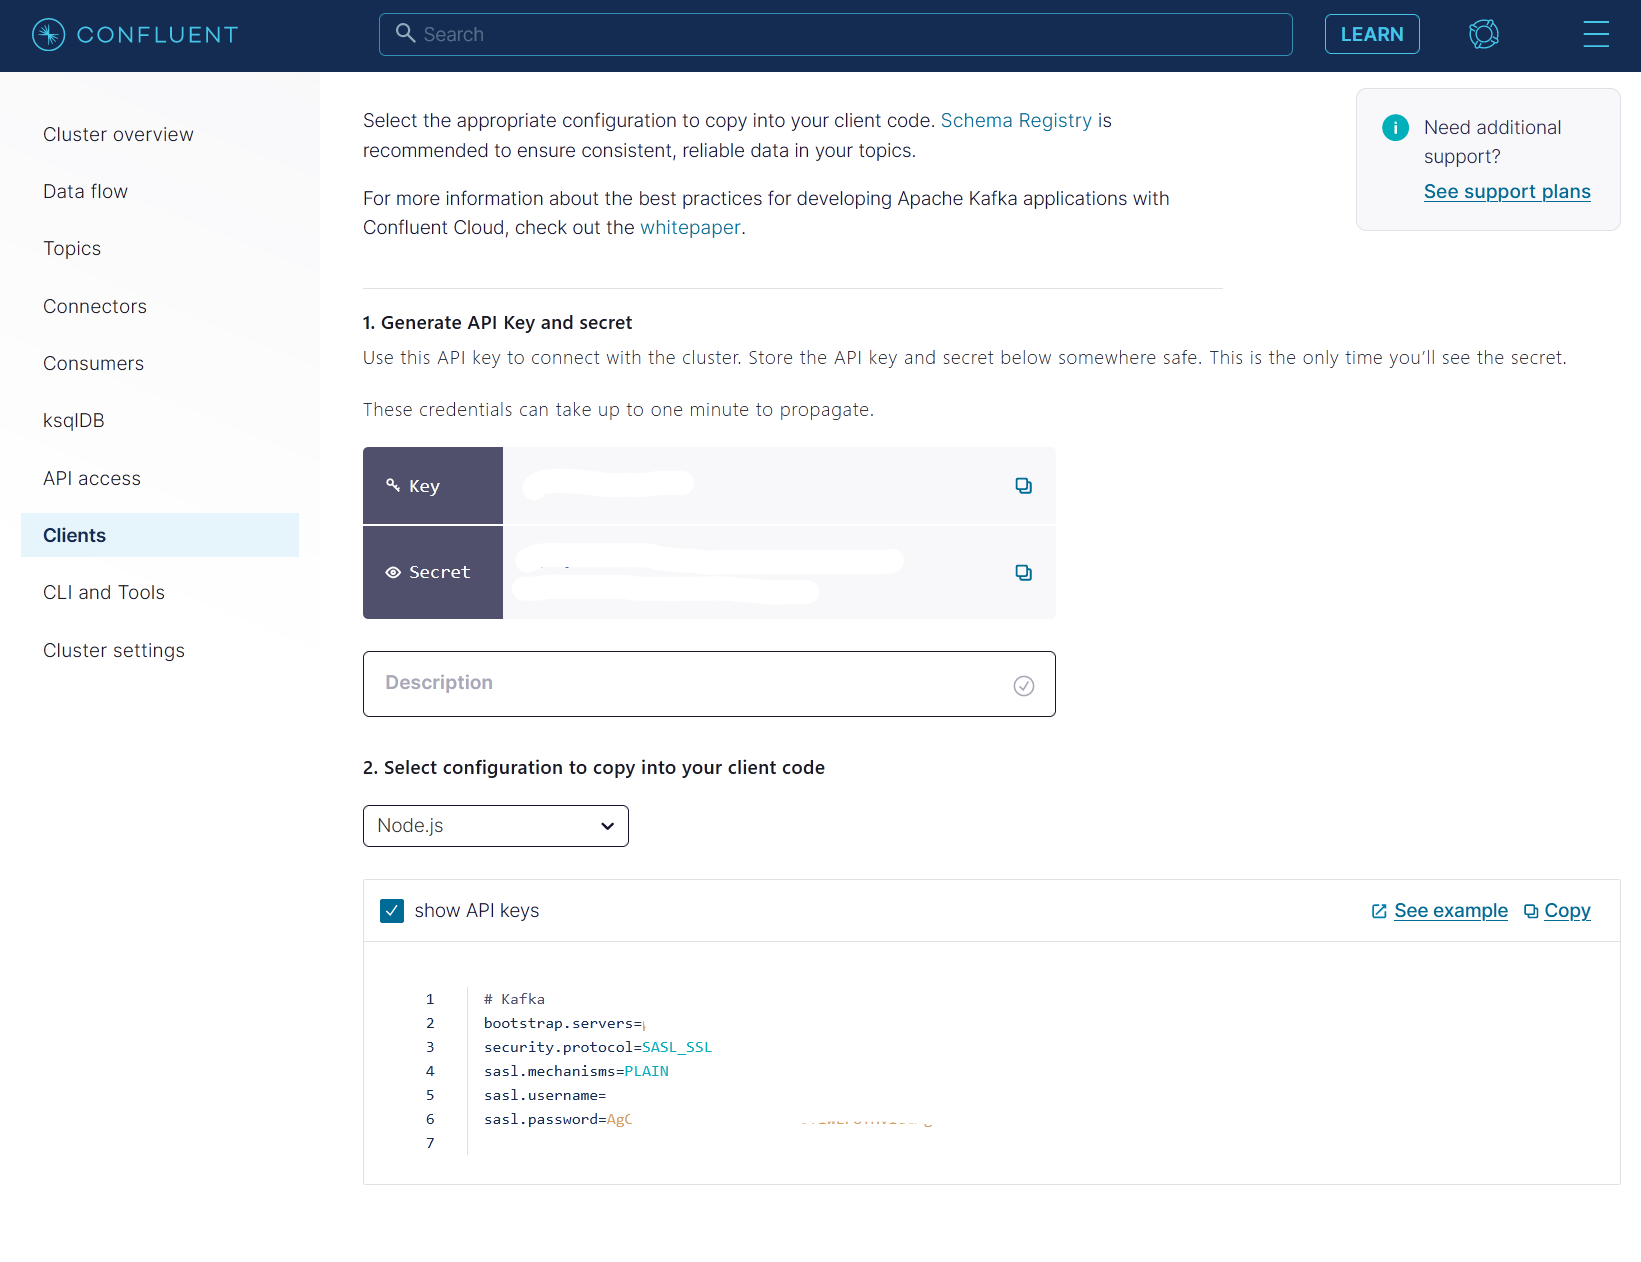 CONFLUENT
Search
LEARN
Cluster overview
Data flow
Topics
Connectors
Consumers
ksqlDB
API access
Clients
CLI and Tools
Cluster settings
Select the appropriate configuration to copy into your client code. Schema Registry is
recommended to ensure consistent, reliable data in your topics.
For more information about the best practices for developing Apache Kafka applications with
Confluent Cloud, check out the whitepaper.
Need additional
support?
See support plans
1. Generate API Key and secret
Use this API key to connect with the cluster. Store the API key and secret below somewhere safe. This is the only time you’ll see the secret.
These credentials can take up to one minute to propagate.
Key
Secret
Description
2. Select configuration to copy into your client code
Node.js
show API keys
See example
Copy
1 # Kafka
2 bootstrap.servers=
3 security.protocol=SASL_SSL
4 sasl.mechanisms=PLAIN
5 sasl.username=
6 sasl.password=AgC
7